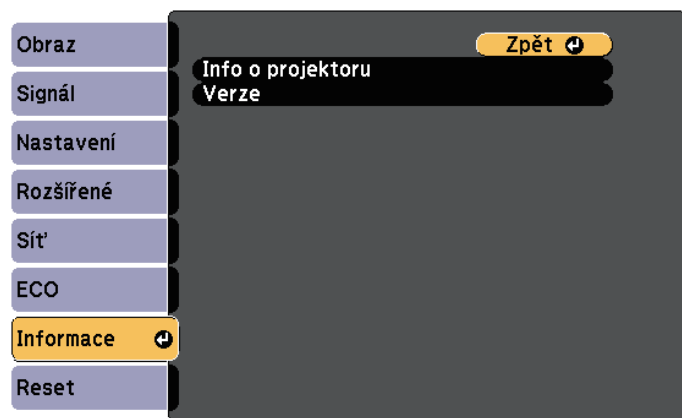 Obraz
Signál
Nastavení
Rozšířené
Síť
ECO
Informace
Reset
Zpět
Info o projektoru
Verze